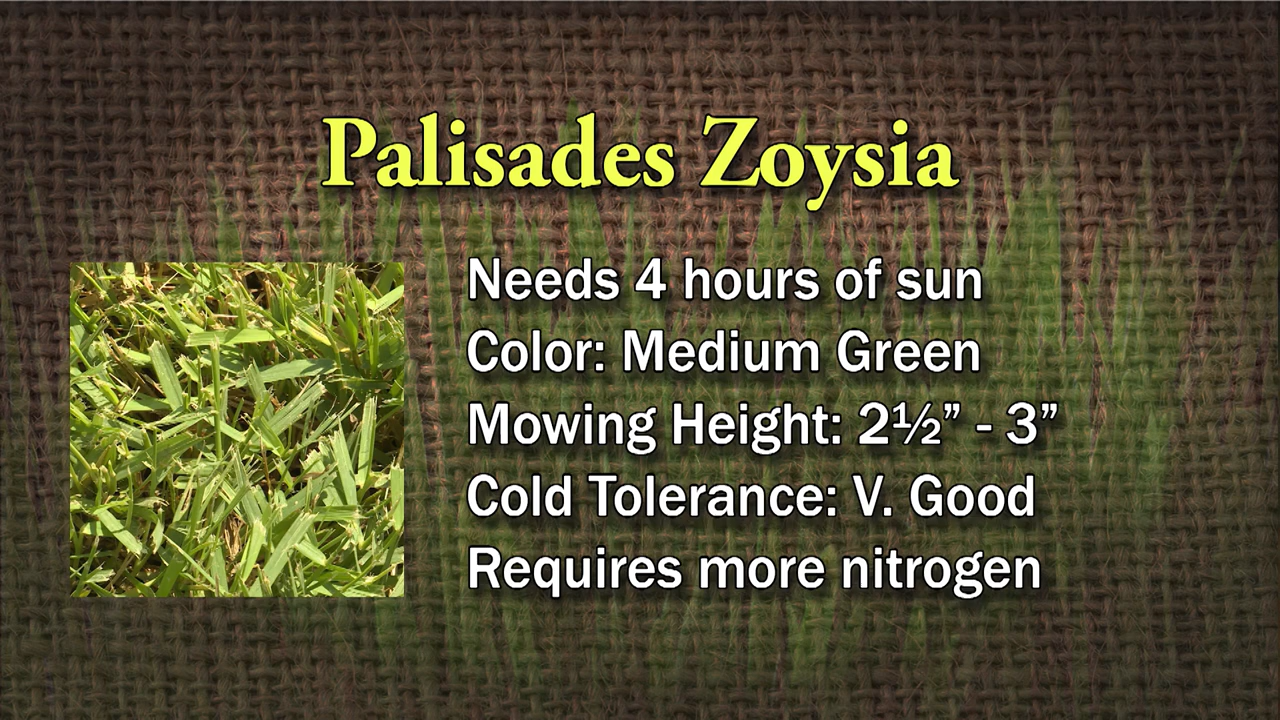 Palisades Zoysia
Needs 4 hours of sun
Color: Medium Green
Mowing Height: 2½” - 3”
Cold Tolerance: V. Good
Requires more nitrogen